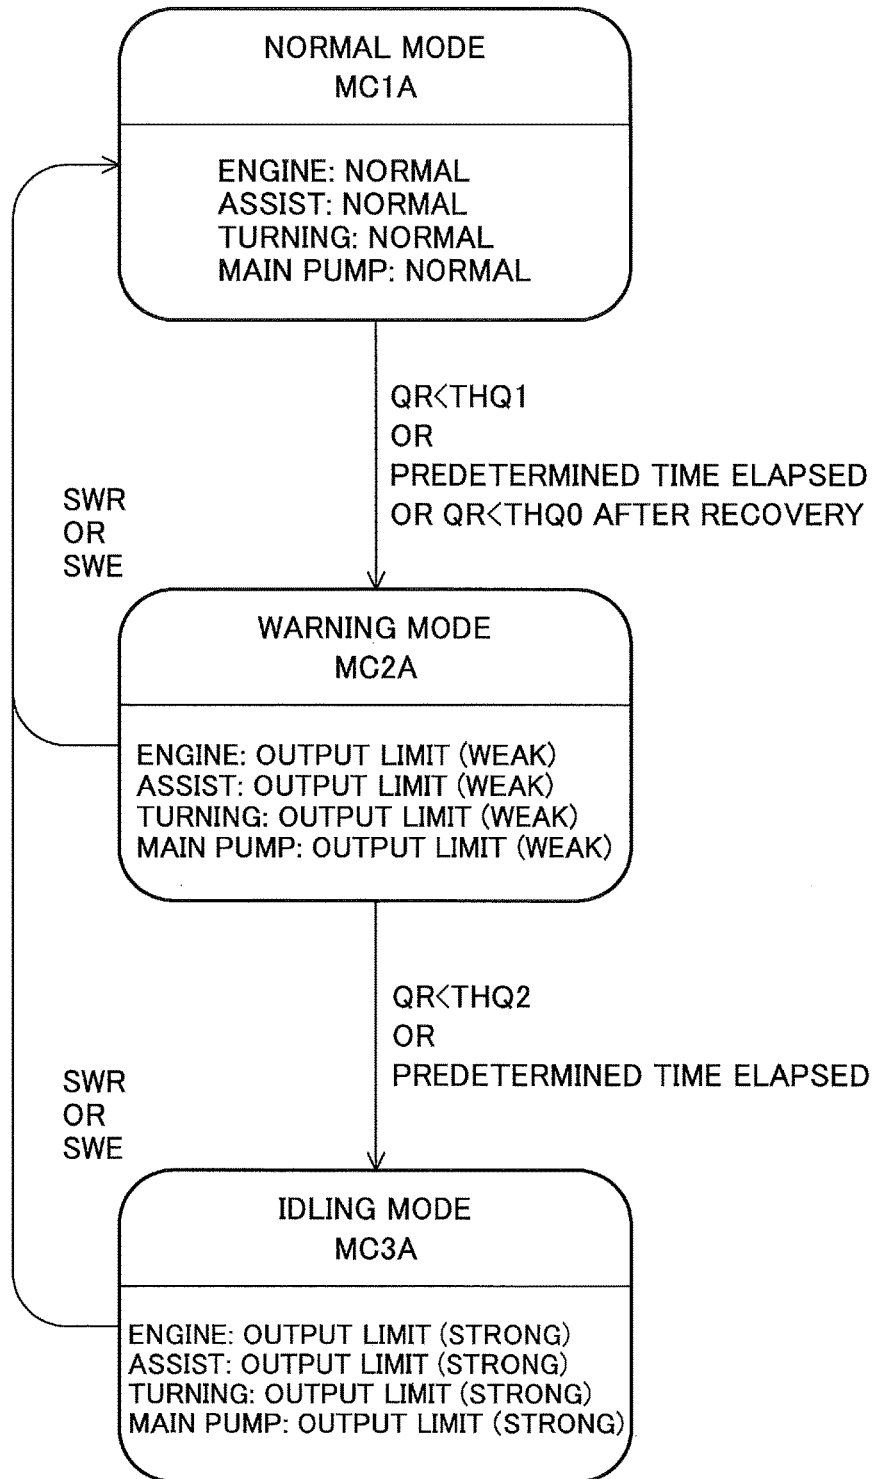 NORMAL MODE
MC1A
ENGINE: NORMAL
ASSIST: NORMAL
TURNING: NORMAL
MAIN PUMP: NORMAL
QR<THQ1
OR
PREDETERMINED TIME ELAPSED
OR QR<THQ0 AFTER RECOVERY
SWR
OR
SWE
WARNING MODE
MC2A
ENGINE: OUTPUT LIMIT (WEAK)
ASSIST: OUTPUT LIMIT (WEAK)
TURNING: OUTPUT LIMIT (WEAK)
MAIN PUMP: OUTPUT LIMIT (WEAK)
QR<THQ2
OR
PREDETERMINED TIME ELAPSED
SWR
OR
SWE
IDLING MODE
MC3A
ENGINE: OUTPUT LIMIT (STRONG)
ASSIST: OUTPUT LIMIT (STRONG)
TURNING: OUTPUT LIMIT (STRONG)
MAIN PUMP: OUTPUT LIMIT (STRONG)